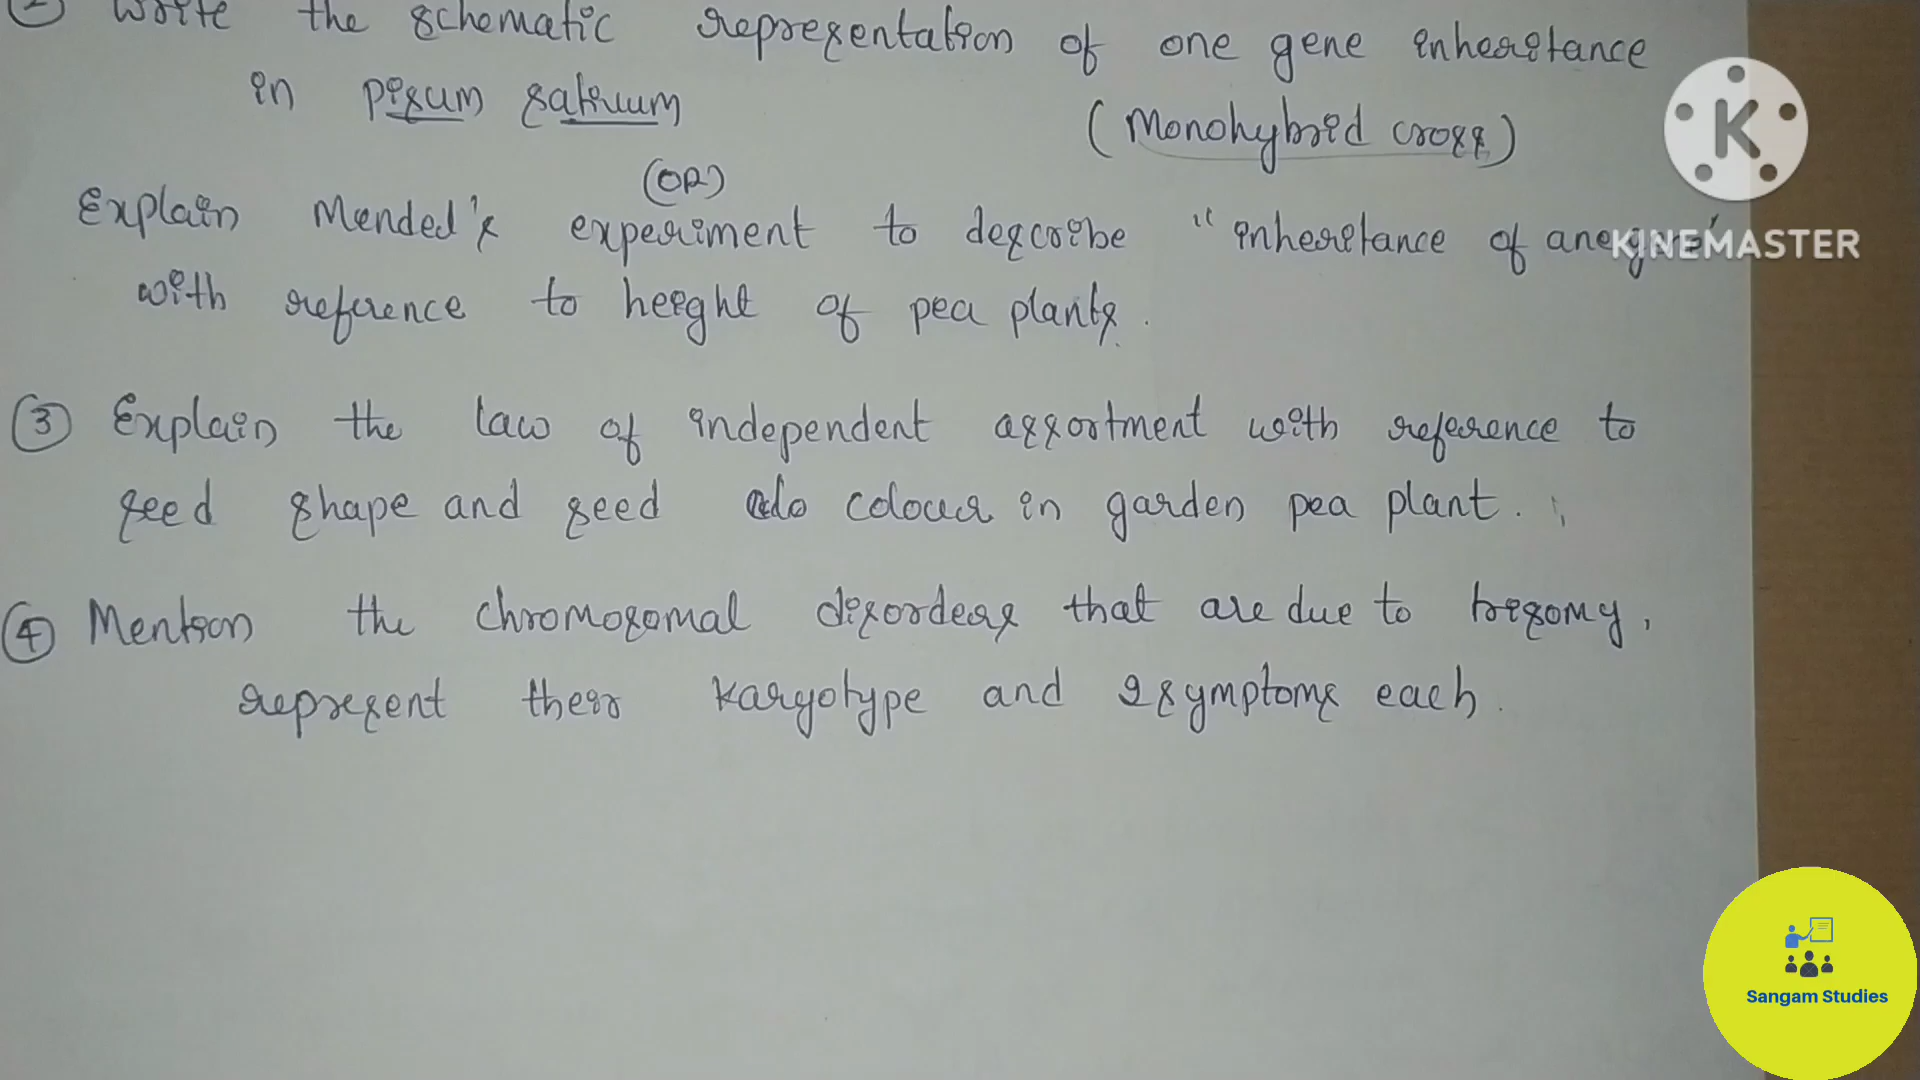 ② Write the schematic representation of one gene inheritance
in pisum sativum (Monohybrid cross)
(OR)
Explain Mendel's experiment to describe "inheritance of one gene"
with reference to height of pea plants.
③ Explain the law of independent assortment with reference to
seed shape and seed colour in garden pea plant.
④ Mention the chromosomal disorders that are due to trisomy,
represent their karyotype and 2 symptoms each.
K
KINEMASTER
Sangam Studies